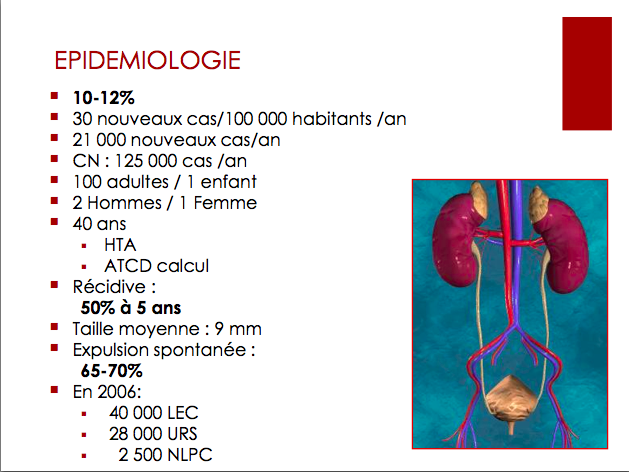 EPIDEMIOLOGIE
10-12%
30 nouveaux cas/100 000 habitants /an
21 000 nouveaux cas/an
CN : 125 000 cas /an
100 adultes / 1 enfant
2 Hommes / 1 Femme
40 ans
HTA
ATCD calcul
Récidive :
50% à 5 ans
Taille moyenne : 9 mm
Expulsion spontanée :
65-70%
En 2006:
40 000 LEC
28 000 URS
2 500 NLPC